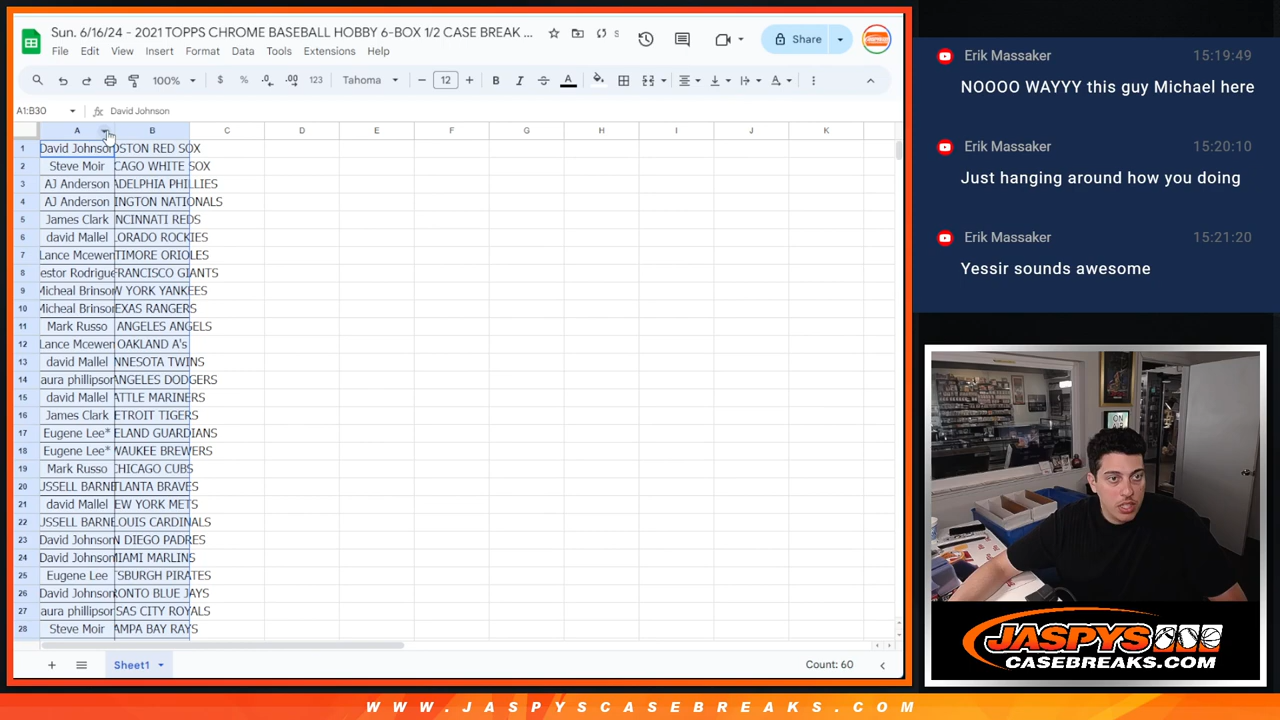 Sun. 6/16/24 - 2021 TOPPS CHROME BASEBALL HOBBY 6-BOX 1/2 CASE BREAK ...
File Edit View Insert Format Data Tools Extensions Help
Share
100% $ % .0 .00 123 Tahoma 12 B I A
A1:B30 fx David Johnson
A B C D E F G H I J K
1 David Johnson OSTON RED SOX
2 Steve Moir CAGO WHITE SOX
3 AJ Anderson ADELPHIA PHILLIES
4 AJ Anderson INGTON NATIONALS
5 James Clark NCINNATI REDS
6 david Mallel LORADO ROCKIES
7 Lance Mcewen TIMORE ORIOLES
8 estor Rodrigue FRANCISCO GIANTS
9 Micheal Brinson W YORK YANKEES
10 Micheal Brinson EXAS RANGERS
11 Mark Russo ANGELES ANGELS
12 Lance Mcewen OAKLAND A's
13 david Mallel NNESOTA TWINS
14 aura phillipson ANGELES DODGERS
15 david Mallel ATTLE MARINERS
16 James Clark ETROIT TIGERS
17 Eugene Lee* ELAND GUARDIANS
18 Eugene Lee* WAUKEE BREWERS
19 Mark Russo CHICAGO CUBS
20 USSELL BARNE TLANTA BRAVES
21 david Mallel EW YORK METS
22 USSELL BARNE LOUIS CARDINALS
23 David Johnson N DIEGO PADRES
24 David Johnson MIAMI MARLINS
25 Eugene Lee TSBURGH PIRATES
26 David Johnson RONTO BLUE JAYS
27 aura phillipson SAS CITY ROYALS
28 Steve Moir AMPA BAY RAYS
Sheet1
Count: 60
Erik Massaker 15:19:49
NOOOO WAYYY this guy Michael here
Erik Massaker 15:20:10
Just hanging around how you doing
Erik Massaker 15:21:20
Yessir sounds awesome
ON AIR
JASPYS
CASEBREAKS.COM
WWW.JASPYSCASEBREAKS.COM